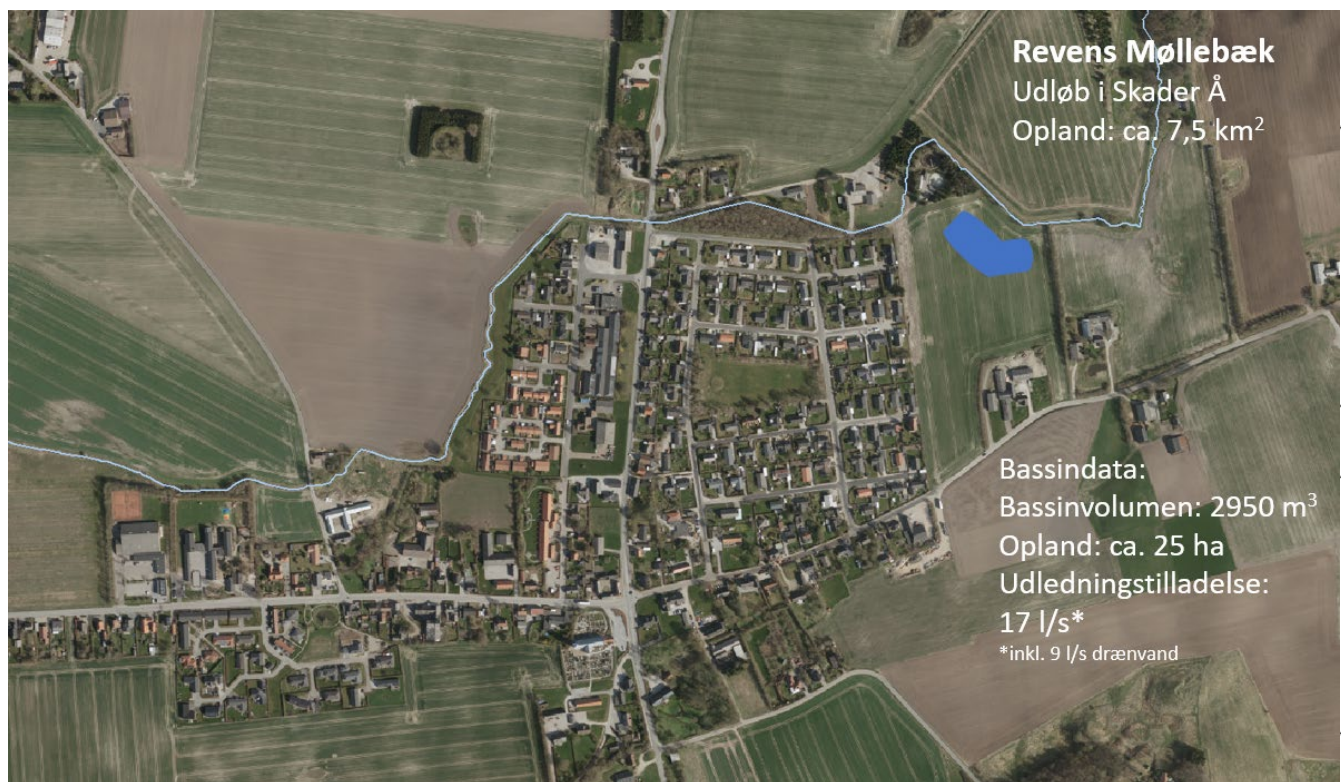 Revens Møllebæk
Udløb i Skader Å
Opland: ca. 7,5 km²
Bassindata:
Bassinvolumen: 2950 m³
Opland: ca. 25 ha
Udledningstilladelse:
17 l/s*
*inkl. 9 l/s drænvand